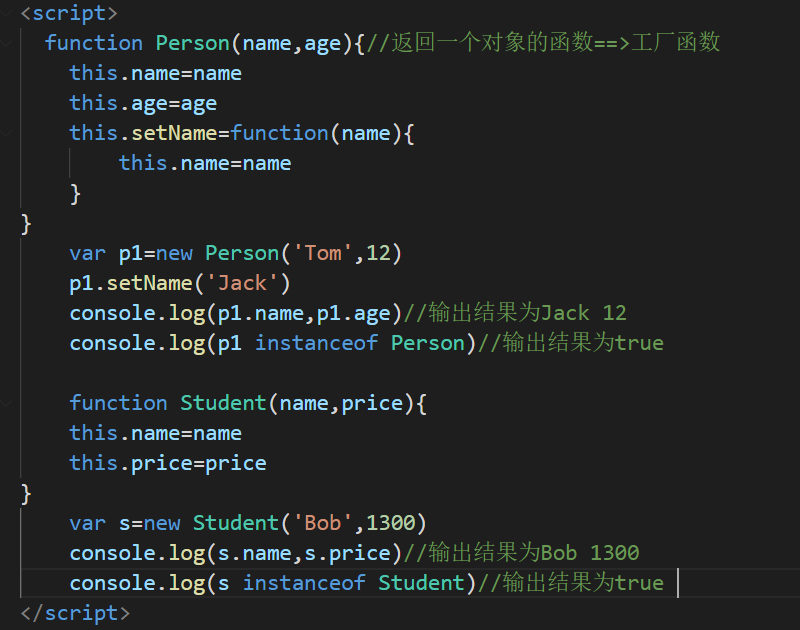 <script>
function Person(name,age){//返回一个对象的函数==>工厂函数
this.name=name
this.age=age
this.setName=function(name){
this.name=name
}
}
var p1=new Person('Tom',12)
p1.setName('Jack')
console.log(p1.name,p1.age)//输出结果为Jack 12
console.log(p1 instanceof Person)//输出结果为true
function Student(name,price){
this.name=name
this.price=price
}
var s=new Student('Bob',1300)
console.log(s.name,s.price)//输出结果为Bob 1300
console.log(s instanceof Student)//输出结果为true
</script>